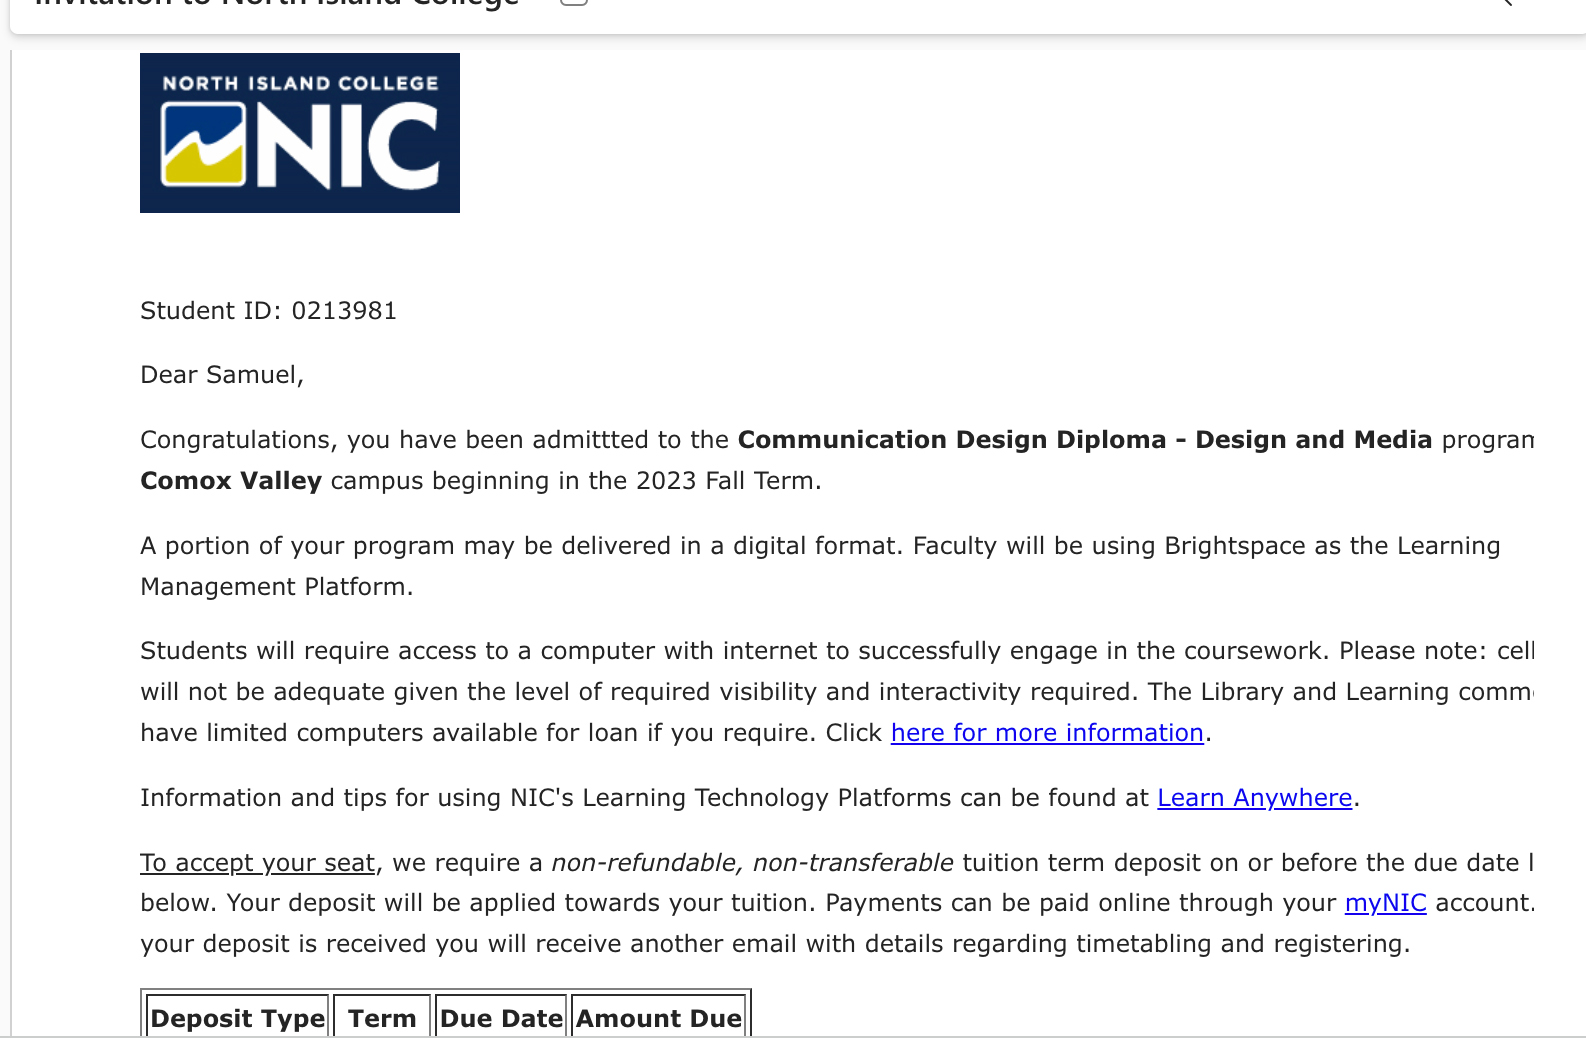 Invitation to North Island College
NORTH ISLAND COLLEGE
NIC
Student ID: 0213981
Dear Samuel,
Congratulations, you have been admittted to the Communication Design Diploma - Design and Media program
Comox Valley campus beginning in the 2023 Fall Term.
A portion of your program may be delivered in a digital format. Faculty will be using Brightspace as the Learning
Management Platform.
Students will require access to a computer with internet to successfully engage in the coursework. Please note: cell
will not be adequate given the level of required visibility and interactivity required. The Library and Learning
have limited computers available for loan if you require. Click here for more information.
Information and tips for using NIC's Learning Technology Platforms can be found at Learn Anywhere.
To accept your seat, we require a non-refundable, non-transferable tuition term deposit on or before the due date
below. Your deposit will be applied towards your tuition. Payments can be paid online through your myNIC account.
your deposit is received you will receive another email with details regarding timetabling and registering.
Deposit Type Term Due Date Amount Due